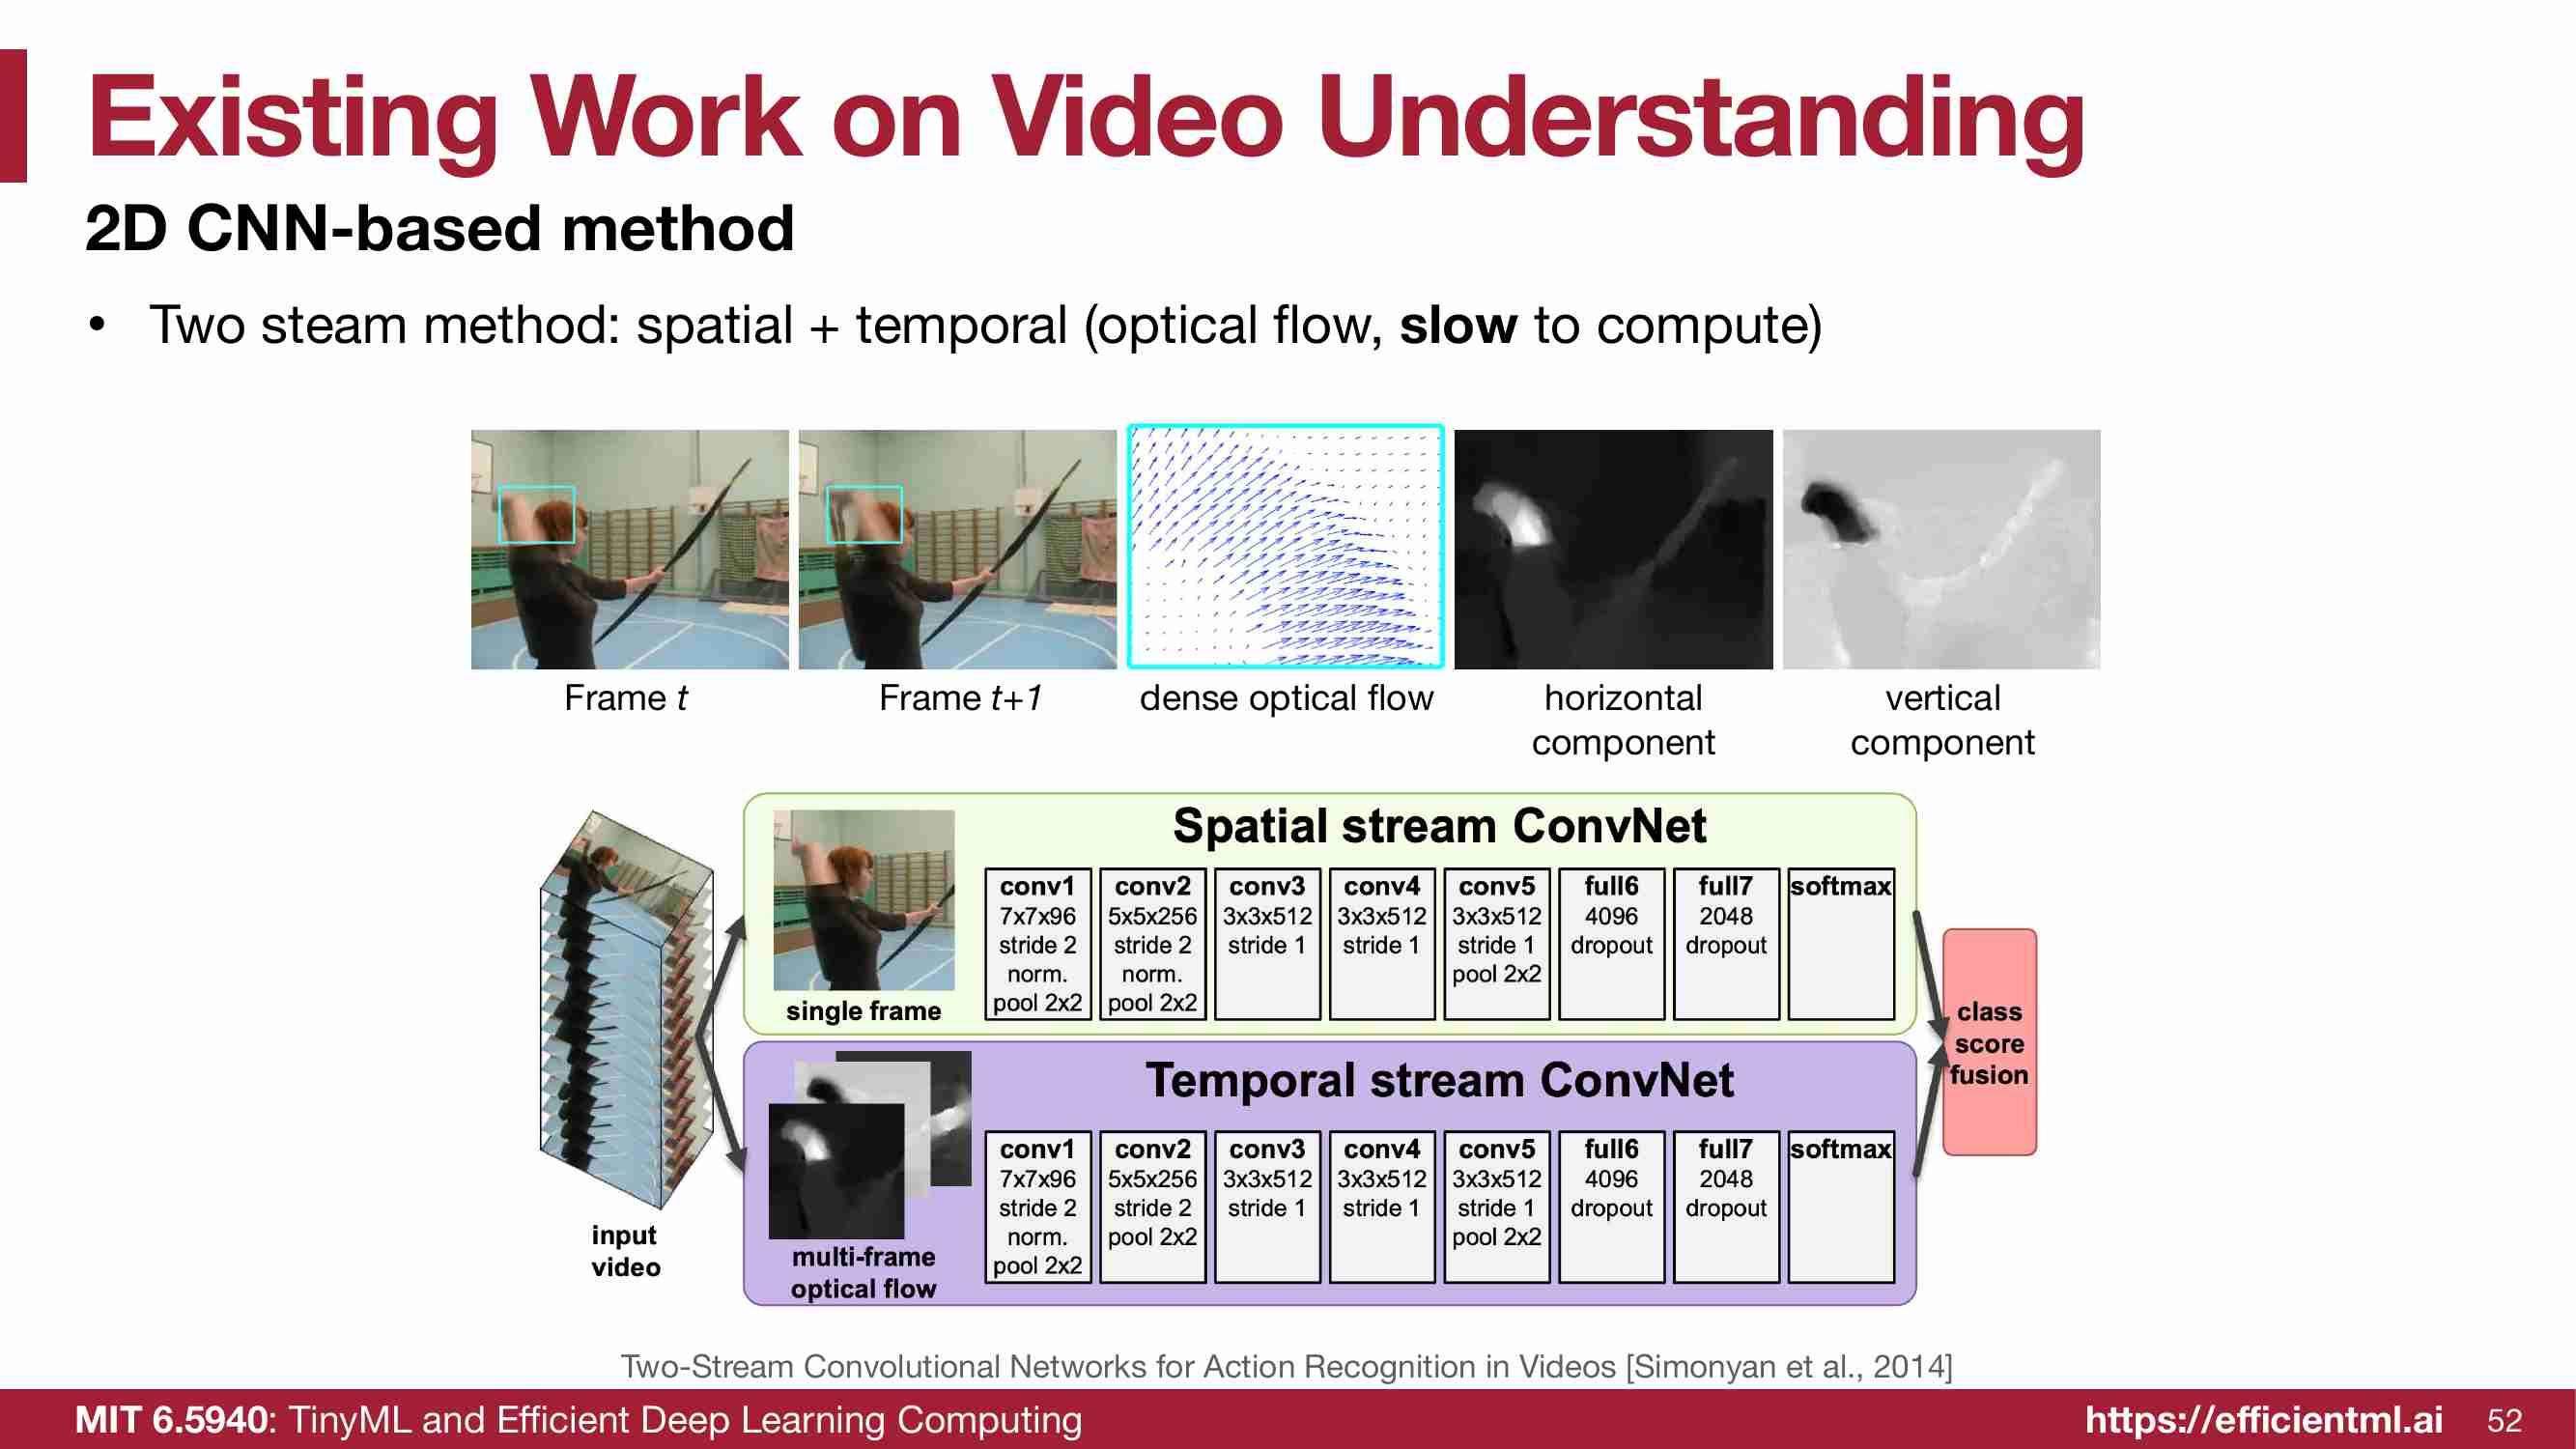 Existing Work on Video Understanding
2D CNN-based method
• Two steam method: spatial + temporal (optical flow, slow to compute)
Frame t
Frame t+1
dense optical flow
horizontal
component
vertical
component
Spatial stream ConvNet
conv1
7x7x96
stride 2
norm.
pool 2x2
conv2
5x5x256
stride 2
norm.
pool 2x2
conv3
3x3x512
stride 1
conv4
3x3x512
stride 1
conv5
3x3x512
stride 1
pool 2x2
full6
4096
dropout
full7
2048
dropout
softmax
single frame
Temporal stream ConvNet
conv1
7x7x96
stride 2
norm.
pool 2x2
conv2
5x5x256
stride 2
pool 2x2
conv3
3x3x512
stride 1
conv4
3x3x512
stride 1
conv5
3x3x512
stride 1
pool 2x2
full6
4096
dropout
full7
2048
dropout
softmax
multi-frame
optical flow
input
video
class
score
fusion
Two-Stream Convolutional Networks for Action Recognition in Videos [Simonyan et al., 2014]
MIT 6.5940: TinyML and Efficient Deep Learning Computing
https://efficientml.ai
52